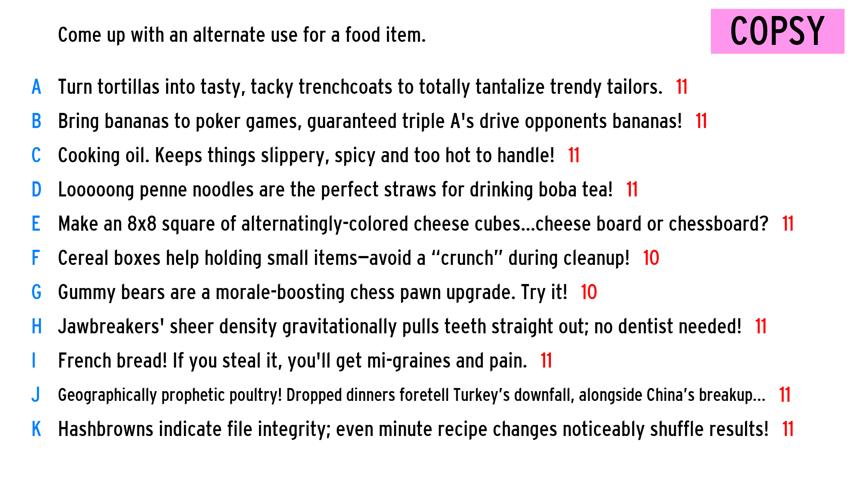 COPSY
Come up with an alternate use for a food item.
A Turn tortillas into tasty, tacky trenchcoats to totally tantalize trendy tailors. 11
B Bring bananas to poker games, guaranteed triple A's drive opponents bananas! 11
C Cooking oil. Keeps things slippery, spicy and too hot to handle! 11
D Looooong penne noodles are the perfect straws for drinking boba tea! 11
E Make an 8x8 square of alternatingly-colored cheese cubes...cheese board or chessboard? 11
F Cereal boxes help holding small items—avoid a “crunch” during cleanup! 10
G Gummy bears are a morale-boosting chess pawn upgrade. Try it! 10
H Jawbreakers' sheer density gravitationally pulls teeth straight out; no dentist needed! 11
I French bread! If you steal it, you'll get mi-graines and pain. 11
J Geographically prophetic poultry! Dropped dinners foretell Turkey’s downfall, alongside China’s breakup... 11
K Hashbrowns indicate file integrity; even minute recipe changes noticeably shuffle results! 11